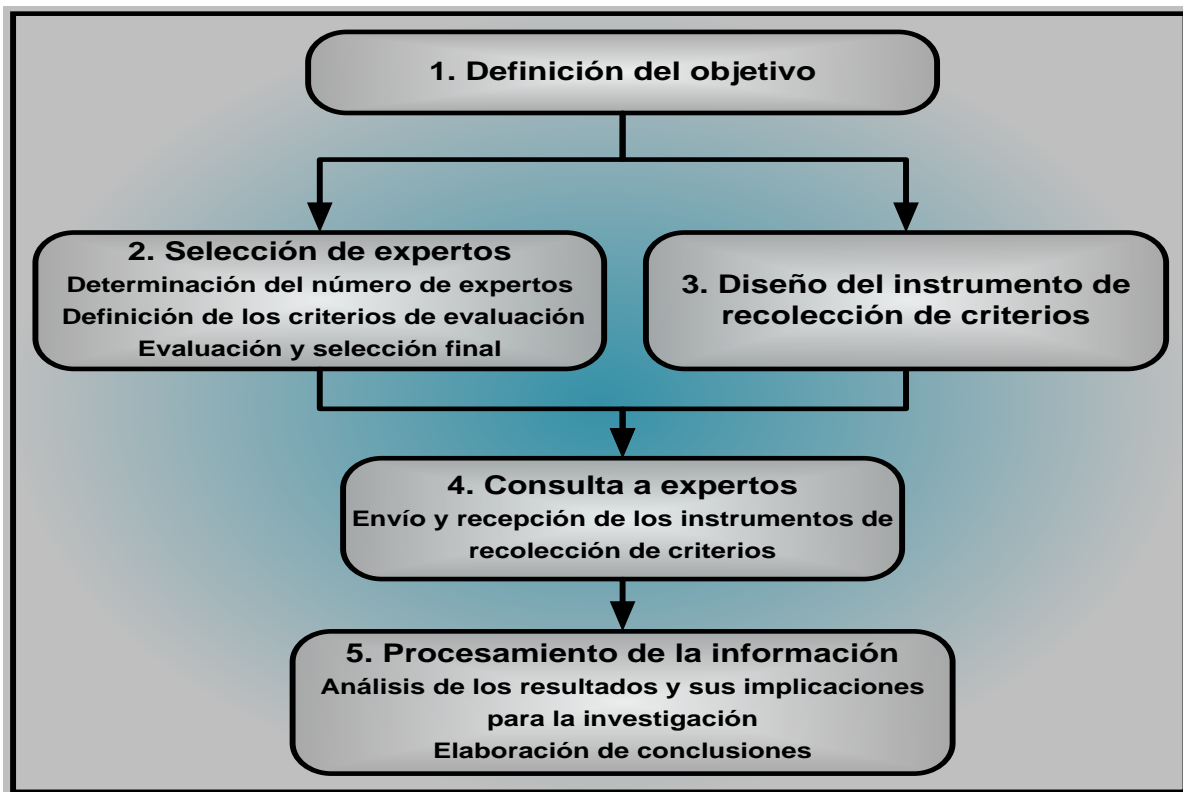 1. Definición del objetivo
2. Selección de expertos
Determinación del número de expertos
Definición de los criterios de evaluación
Evaluación y selección final
3. Diseño del instrumento de
recolección de criterios
4. Consulta a expertos
Envío y recepción de los instrumentos de
recolección de criterios
5. Procesamiento de la información
Análisis de los resultados y sus implicaciones
para la investigación
Elaboración de conclusiones